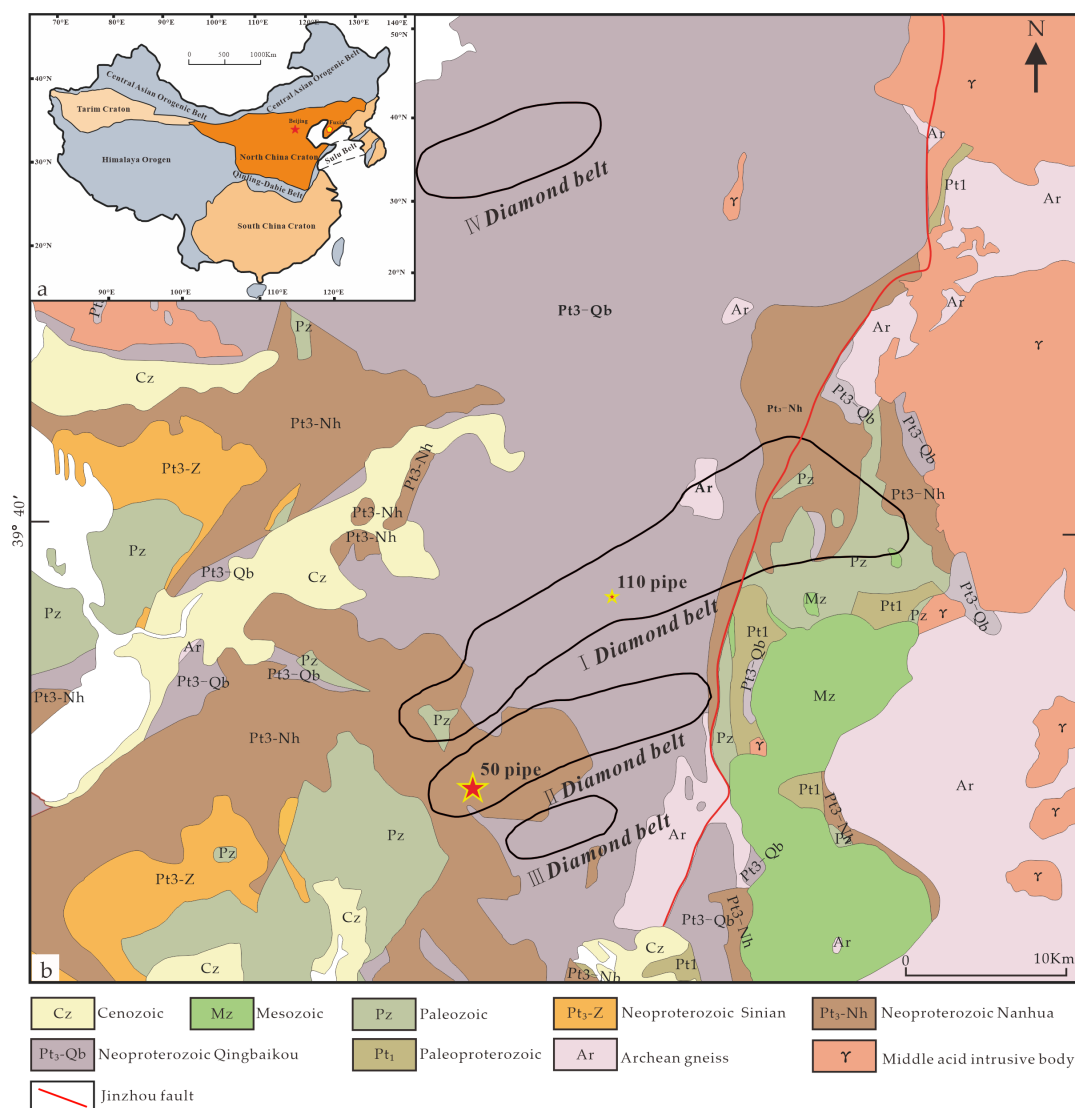 70°E
80°E
90°E
100°E
110°E
120°E
130°E
140°E
50°N
40°N
30°N
20°N
40°N
30°N
20°N
90°E
100°E
110°E
120°E
0 500 1000Km
Central Asian Orogenic Belt
Central Asian Orogenic Belt
Tarim Craton
Beijing
Fuxian
Himalaya Orogen
North China Craton
Sulu Belt
Qinling-Dabie Belt
South China Craton
a
N
Ⅳ Diamond belt
ϒ
ϒ
Ar
Pt1
Ar
Pt3
Pz
Pt3-Qb
Ar
Ar
Ar
ϒ
Cz
Pt3-Qb
Pt3-Nh
Pt₃-Nh
Pt3-Qb
Pt3-Z
Pt3-Nh
Pz
Ar
Pt3-Nh
39° 40′
Pt3-Nh
Pt3-Nh
Pz
Pz
Pt3-Qb
Cz
110 pipe
Mz
Pt1
Pz
ϒ
Pt3-Qb
Pz
Ar
Pz
Pt3-Qb
Pt3-Qb
Ⅰ Diamond belt
Pt1
Pt3-Qb
Pt3-Nh
Mz
Pt3-Nh
Pz
Pz
ϒ
ϒ
50 pipe
Ⅱ Diamond belt
Pt1
Ar
Pt3-Nh
Pz
ϒ
Pz
Ar
Pz
Pt3-Z
Ⅲ Diamond belt
Pt3-Qb
ϒ
Cz
Pt3-Qb
Pt3-Nh
Cz
Ar
Cz
Pt3-Nh
Pt1
b
0 10Km
Cz Cenozoic Mz Mesozoic Pz Paleozoic Pt₃-Z Neoproterozoic Sinian Pt₃-Nh Neoproterozoic Nanhua
Pt₃-Qb Neoproterozoic Qingbaikou Pt₁ Paleoproterozoic Ar Archean gneiss ϒ Middle acid intrusive body
Jinzhou fault